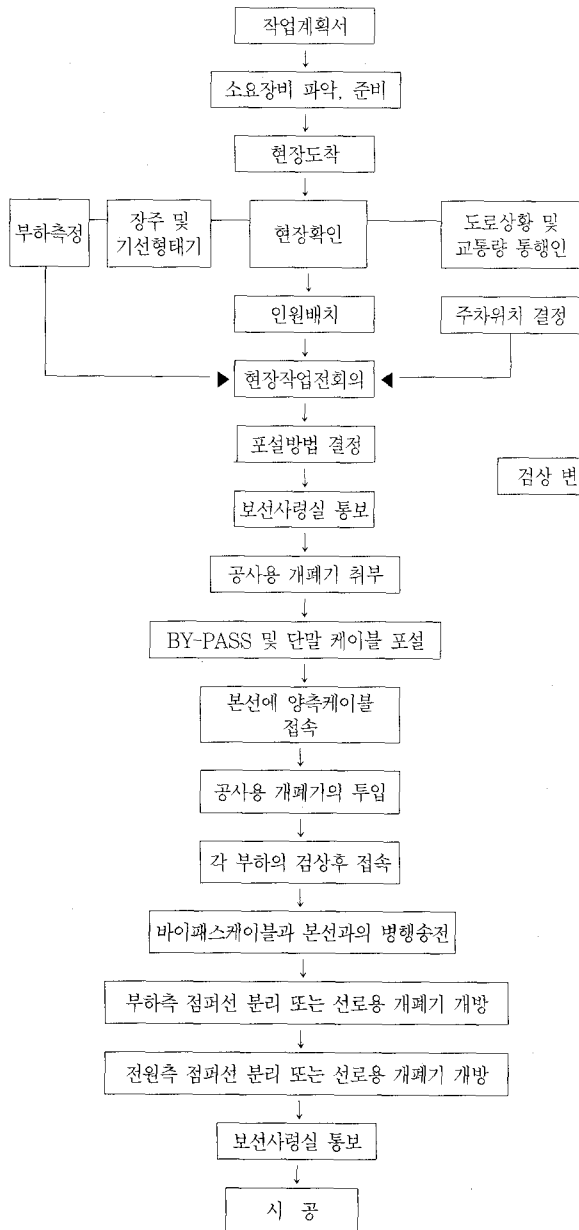 작업계획서
소요장비 파악, 준비
현장도착
부하측정
장주 및
기선형태기
현장확인
도로상황 및
교통량 통행인
인원배치
주차위치 결정
현장작업전회의
포설방법 결정
검상 변
보선사령실 통보
공사용 개폐기 취부
BY-PASS 및 단말 케이블 포설
본선에 양측케이블
접속
공사용 개폐가의 투입
각 부하의 검상후 접속
바이패스케이블과 본선과의 병행송전
부하측 점퍼선 분리 또는 선로용 개폐기 개방
전원측 점퍼선 분리 또는 선로용 개폐기 개방
보선사령실 통보
시 공